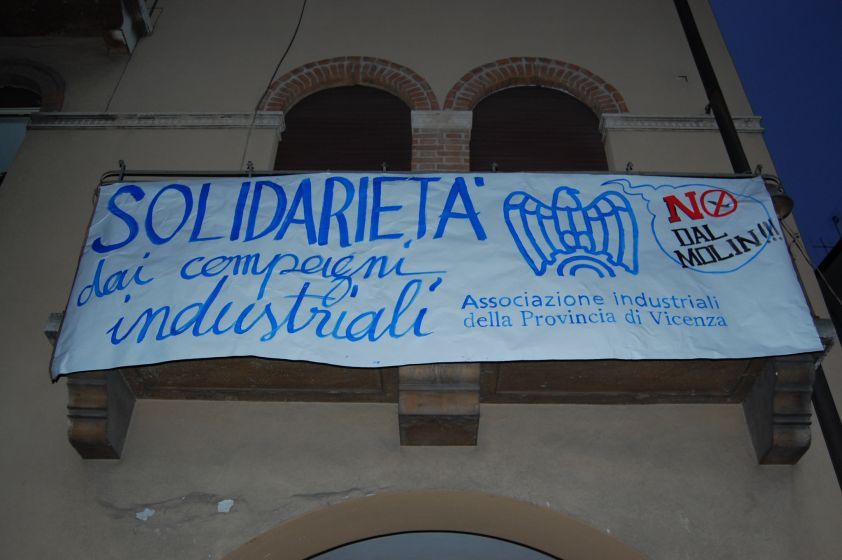 SOLIDARIETA'
dai compagni
industriali
Associazione Industriali
della Provincia di Vicenza
NO
DAL
MOLIN!!!